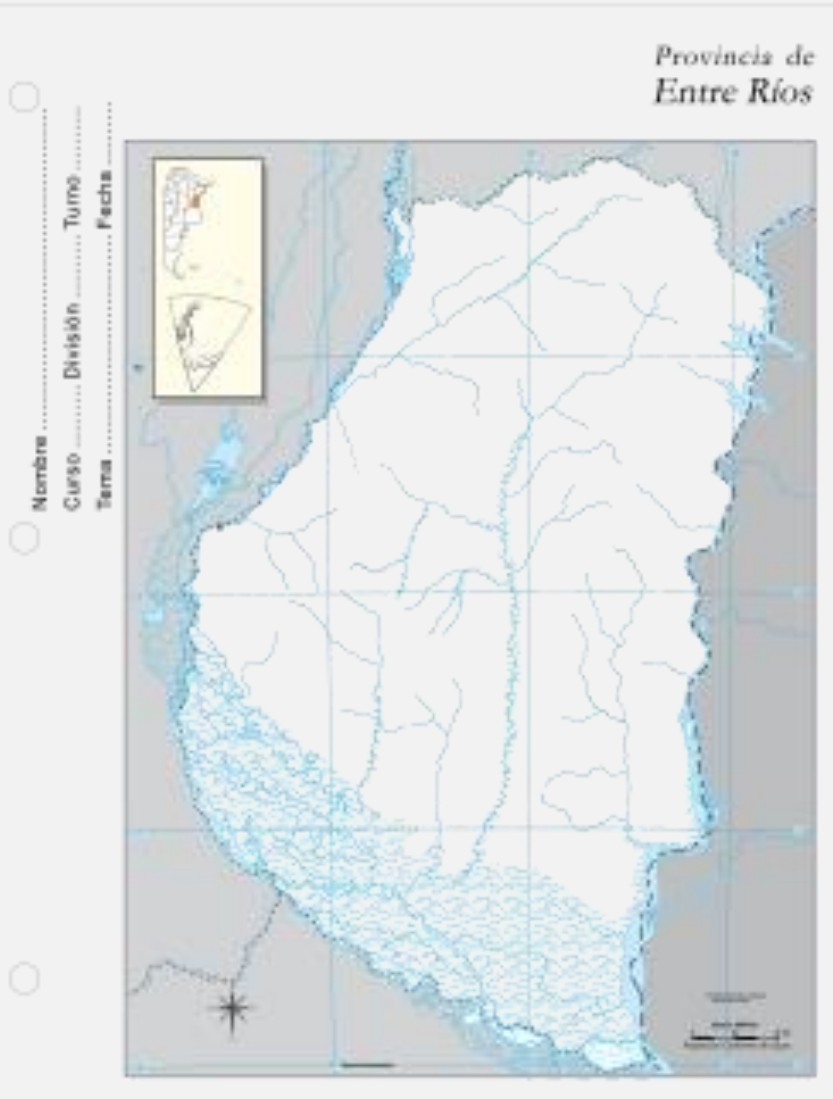 Provincia de
Entre Ríos
Nombre
Curso División Turno
Tema Fecha